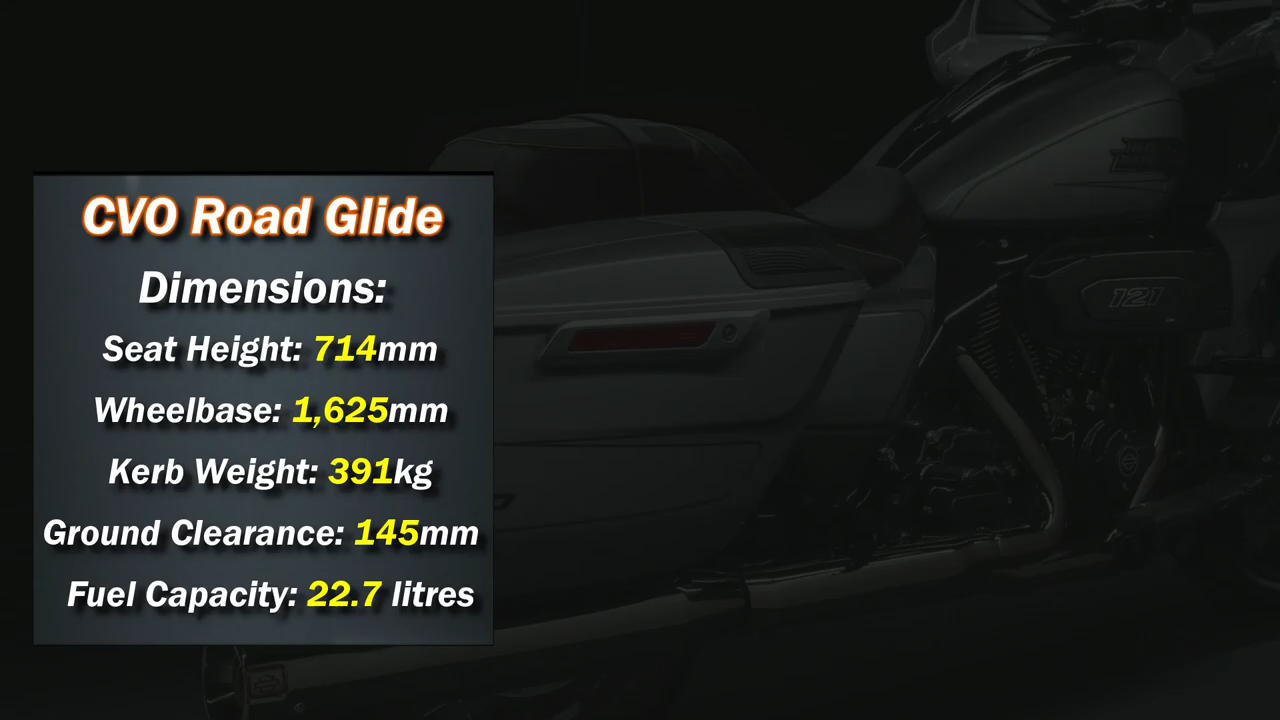 CVO Road Glide
Dimensions:
Seat Height: 714mm
Wheelbase: 1,625mm
Kerb Weight: 391kg
Ground Clearance: 145mm
Fuel Capacity: 22.7 litres
121